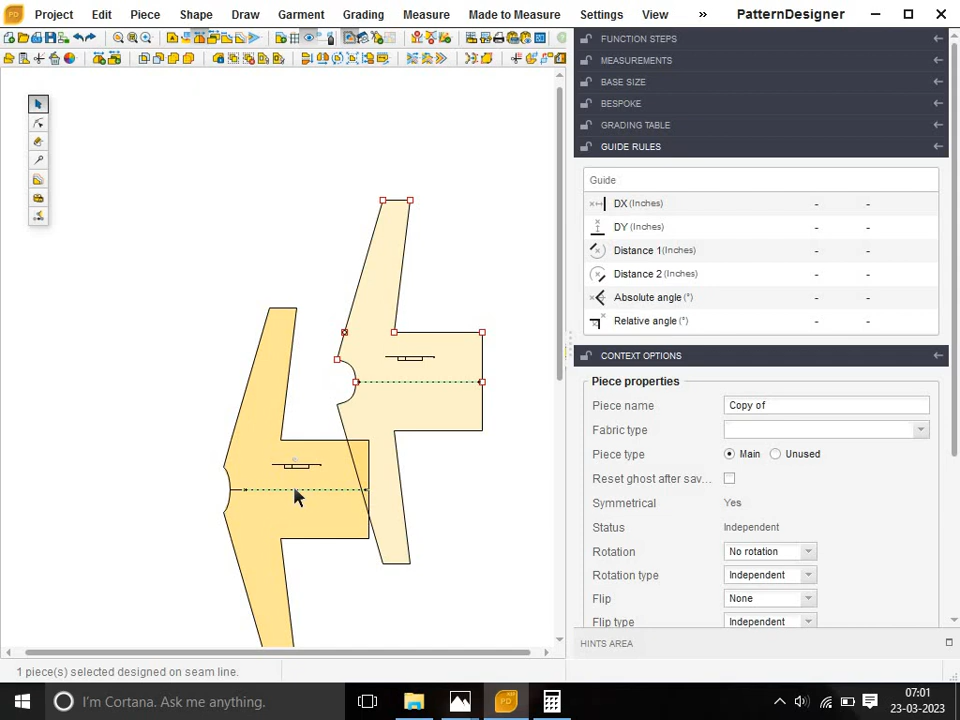 Project Edit Piece Shape Draw Garment Grading Measure Made to Measure Settings View » PatternDesigner
FUNCTION STEPS
MEASUREMENTS
BASE SIZE
BESPOKE
GRADING TABLE
GUIDE RULES
Guide
DX (Inches) - -
DY (Inches) - -
Distance 1(Inches) - -
Distance 2 (Inches) - -
Absolute angle (°) - -
Relative angle (°) - -
CONTEXT OPTIONS
Piece properties
Piece name Copy of
Fabric type
Piece type Main Unused
Reset ghost after sav...
Symmetrical Yes
Status Independent
Rotation No rotation
Rotation type Independent
Flip None
Flip type Independent
HINTS AREA
1 piece(s) selected designed on seam line.
I'm Cortana. Ask me anything.
07:01
23-03-2023